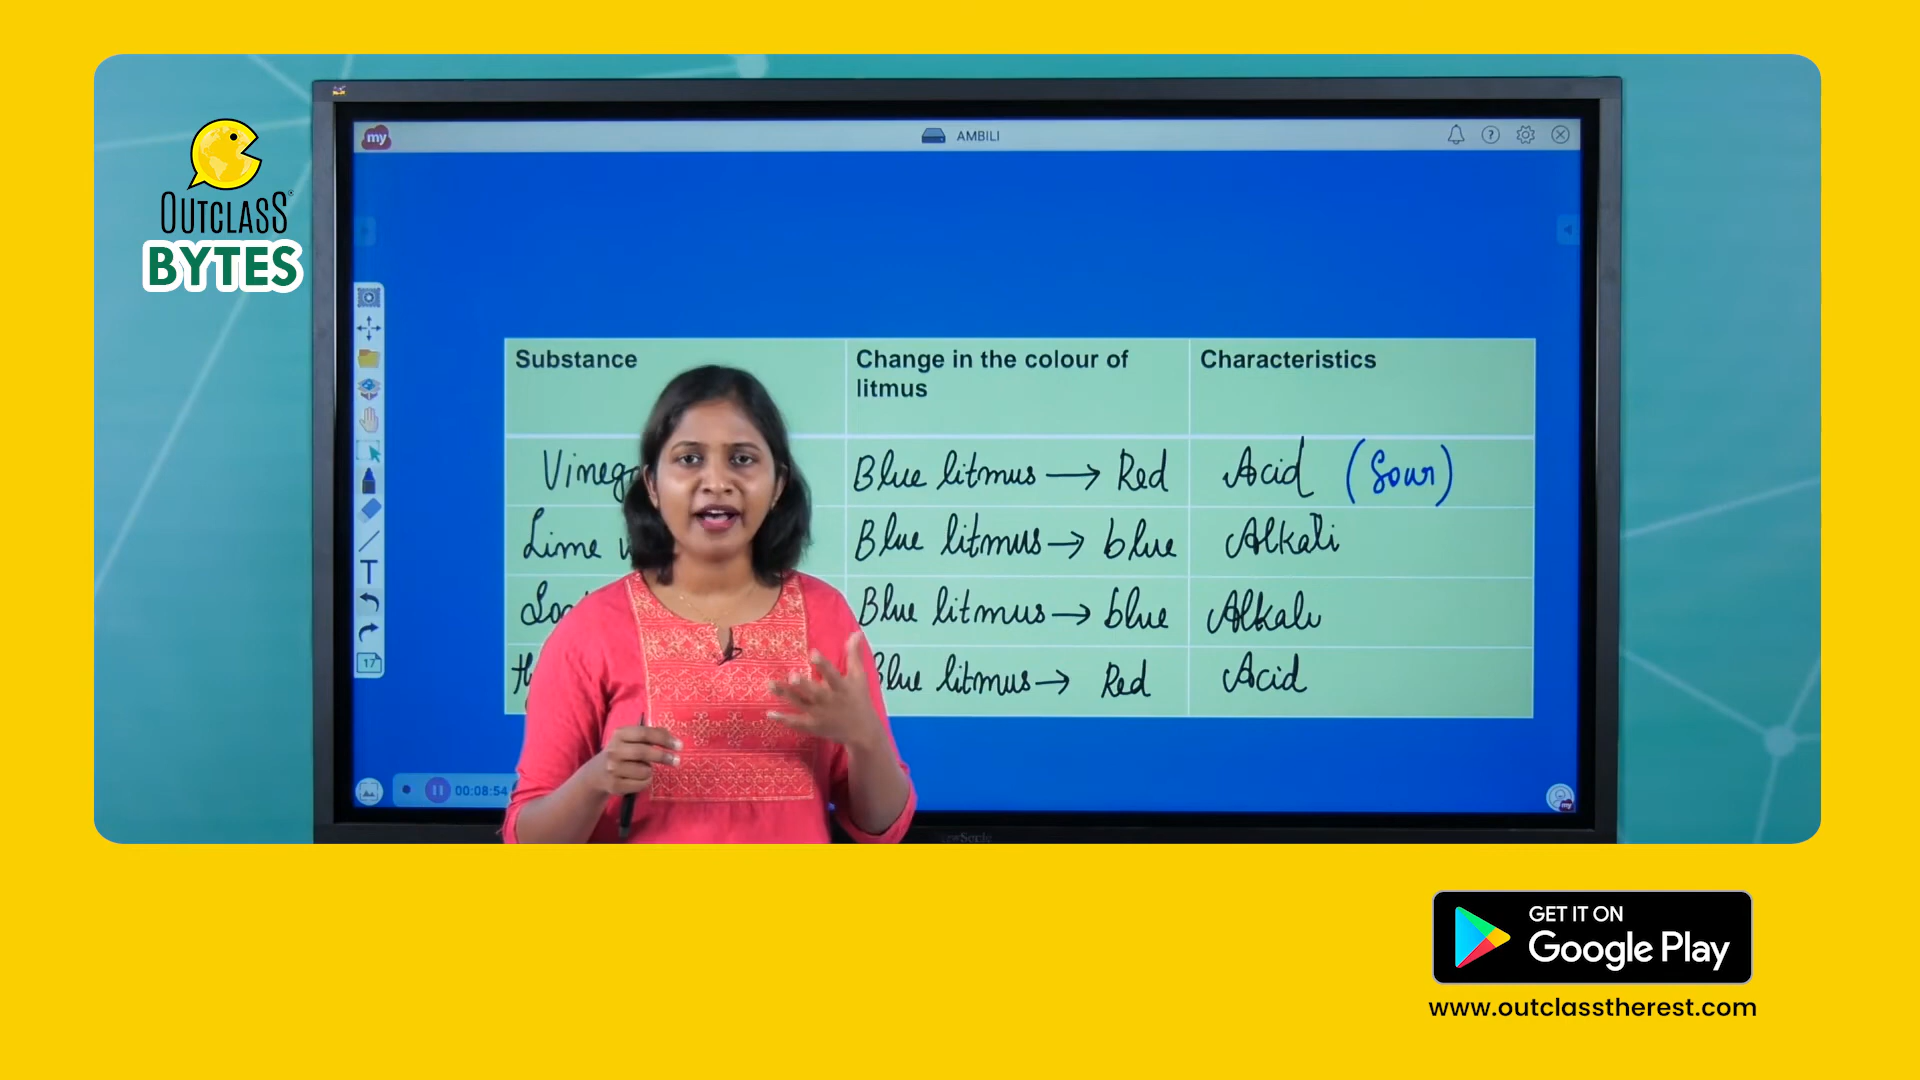 OUTCLASS
BYTES
my
AMBILI
Substance
Change in the colour of
litmus
Characteristics
Blue litmus → Red
Acid (Sour)
Lime
Blue litmus → blue
Alkali
Blue litmus → blue
Alkali
Blue litmus → Red
Acid
T
17
00:08:54
GET IT ON
Google Play
www.outclasstherest.com